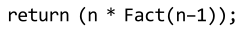 return (n * Fact(n–1));